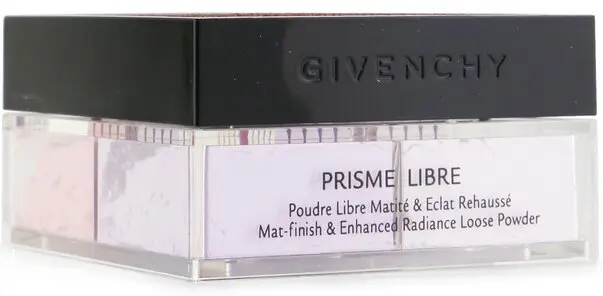 GIVENCHY
PRISME LIBRE
Poudre Libre Matité & Eclat Rehaussé
Mat-finish & Enhanced Radiance Loose Powder